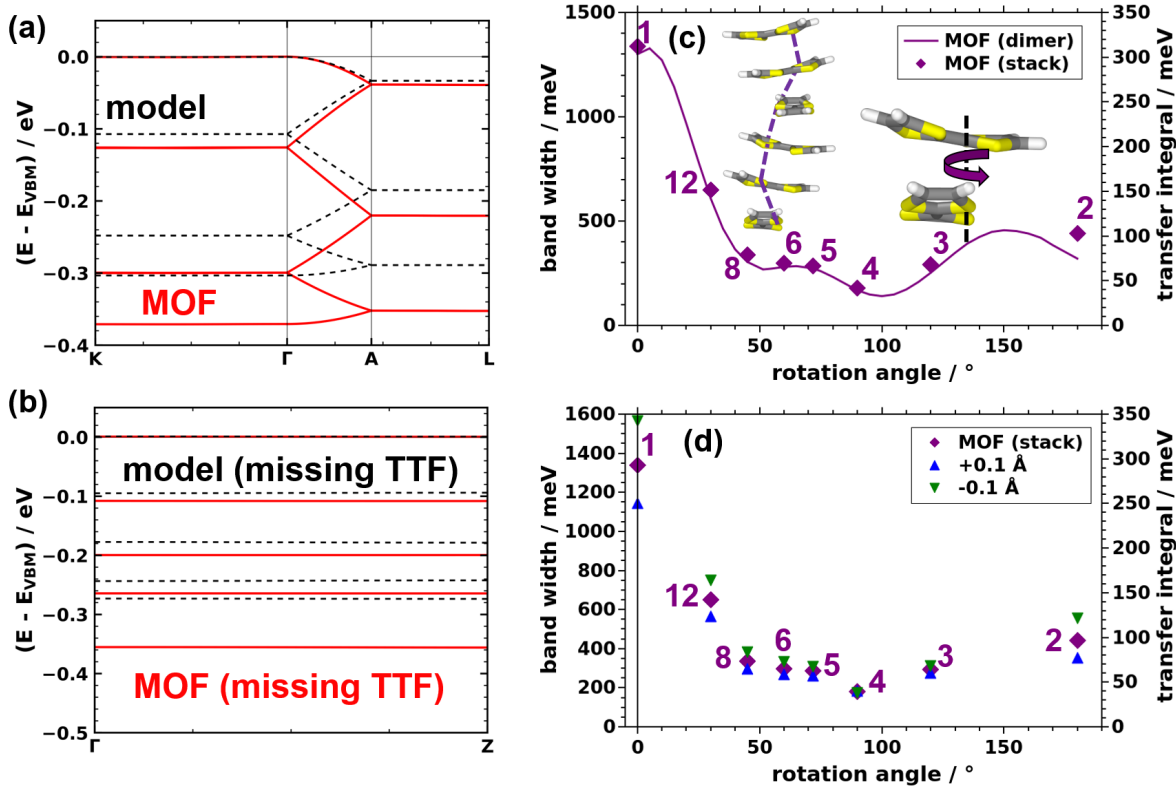 (a)
(E - E_VBM) / eV
0.0
−0.1
−0.2
−0.3
−0.4
model
MOF
K
Γ
A
L
(b)
(E - E_VBM) / eV
0.0
−0.1
−0.2
−0.3
−0.4
−0.5
model (missing TTF)
MOF (missing TTF)
Γ
Z
(c)
band width / meV
1500
1000
500
0
transfer integral / meV
350
300
250
200
150
100
50
0
MOF (dimer)
MOF (stack)
1
12
8
6
5
4
3
2
0
50
100
150
rotation angle / °
(d)
band width / meV
1600
1400
1200
1000
800
600
400
200
0
transfer integral / meV
350
300
250
200
150
100
50
0
MOF (stack)
+0.1 Å
-0.1 Å
1
12
8
6
5
4
3
2
0
50
100
150
rotation angle / °